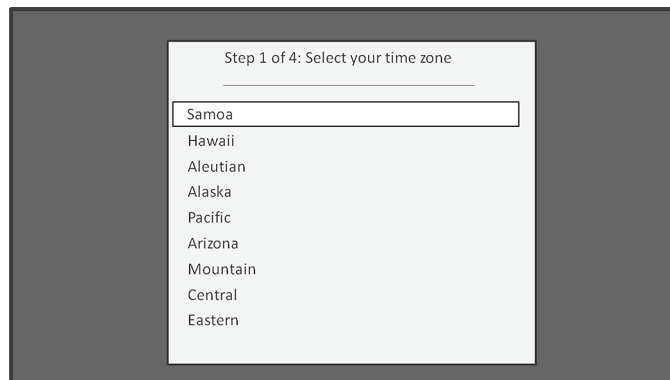 Step 1 of 4: Select your time zone
Samoa
Hawaii
Aleutian
Alaska
Pacific
Arizona
Mountain
Central
Eastern